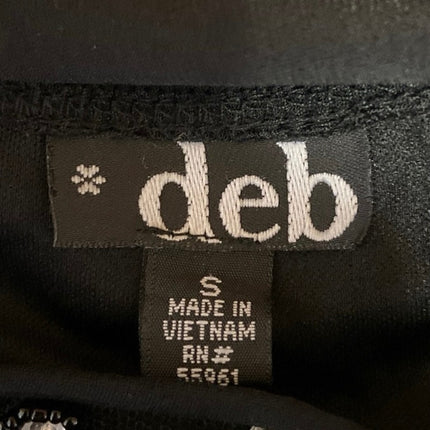 * deb
S
MADE IN
VIETNAM
RN#
55961